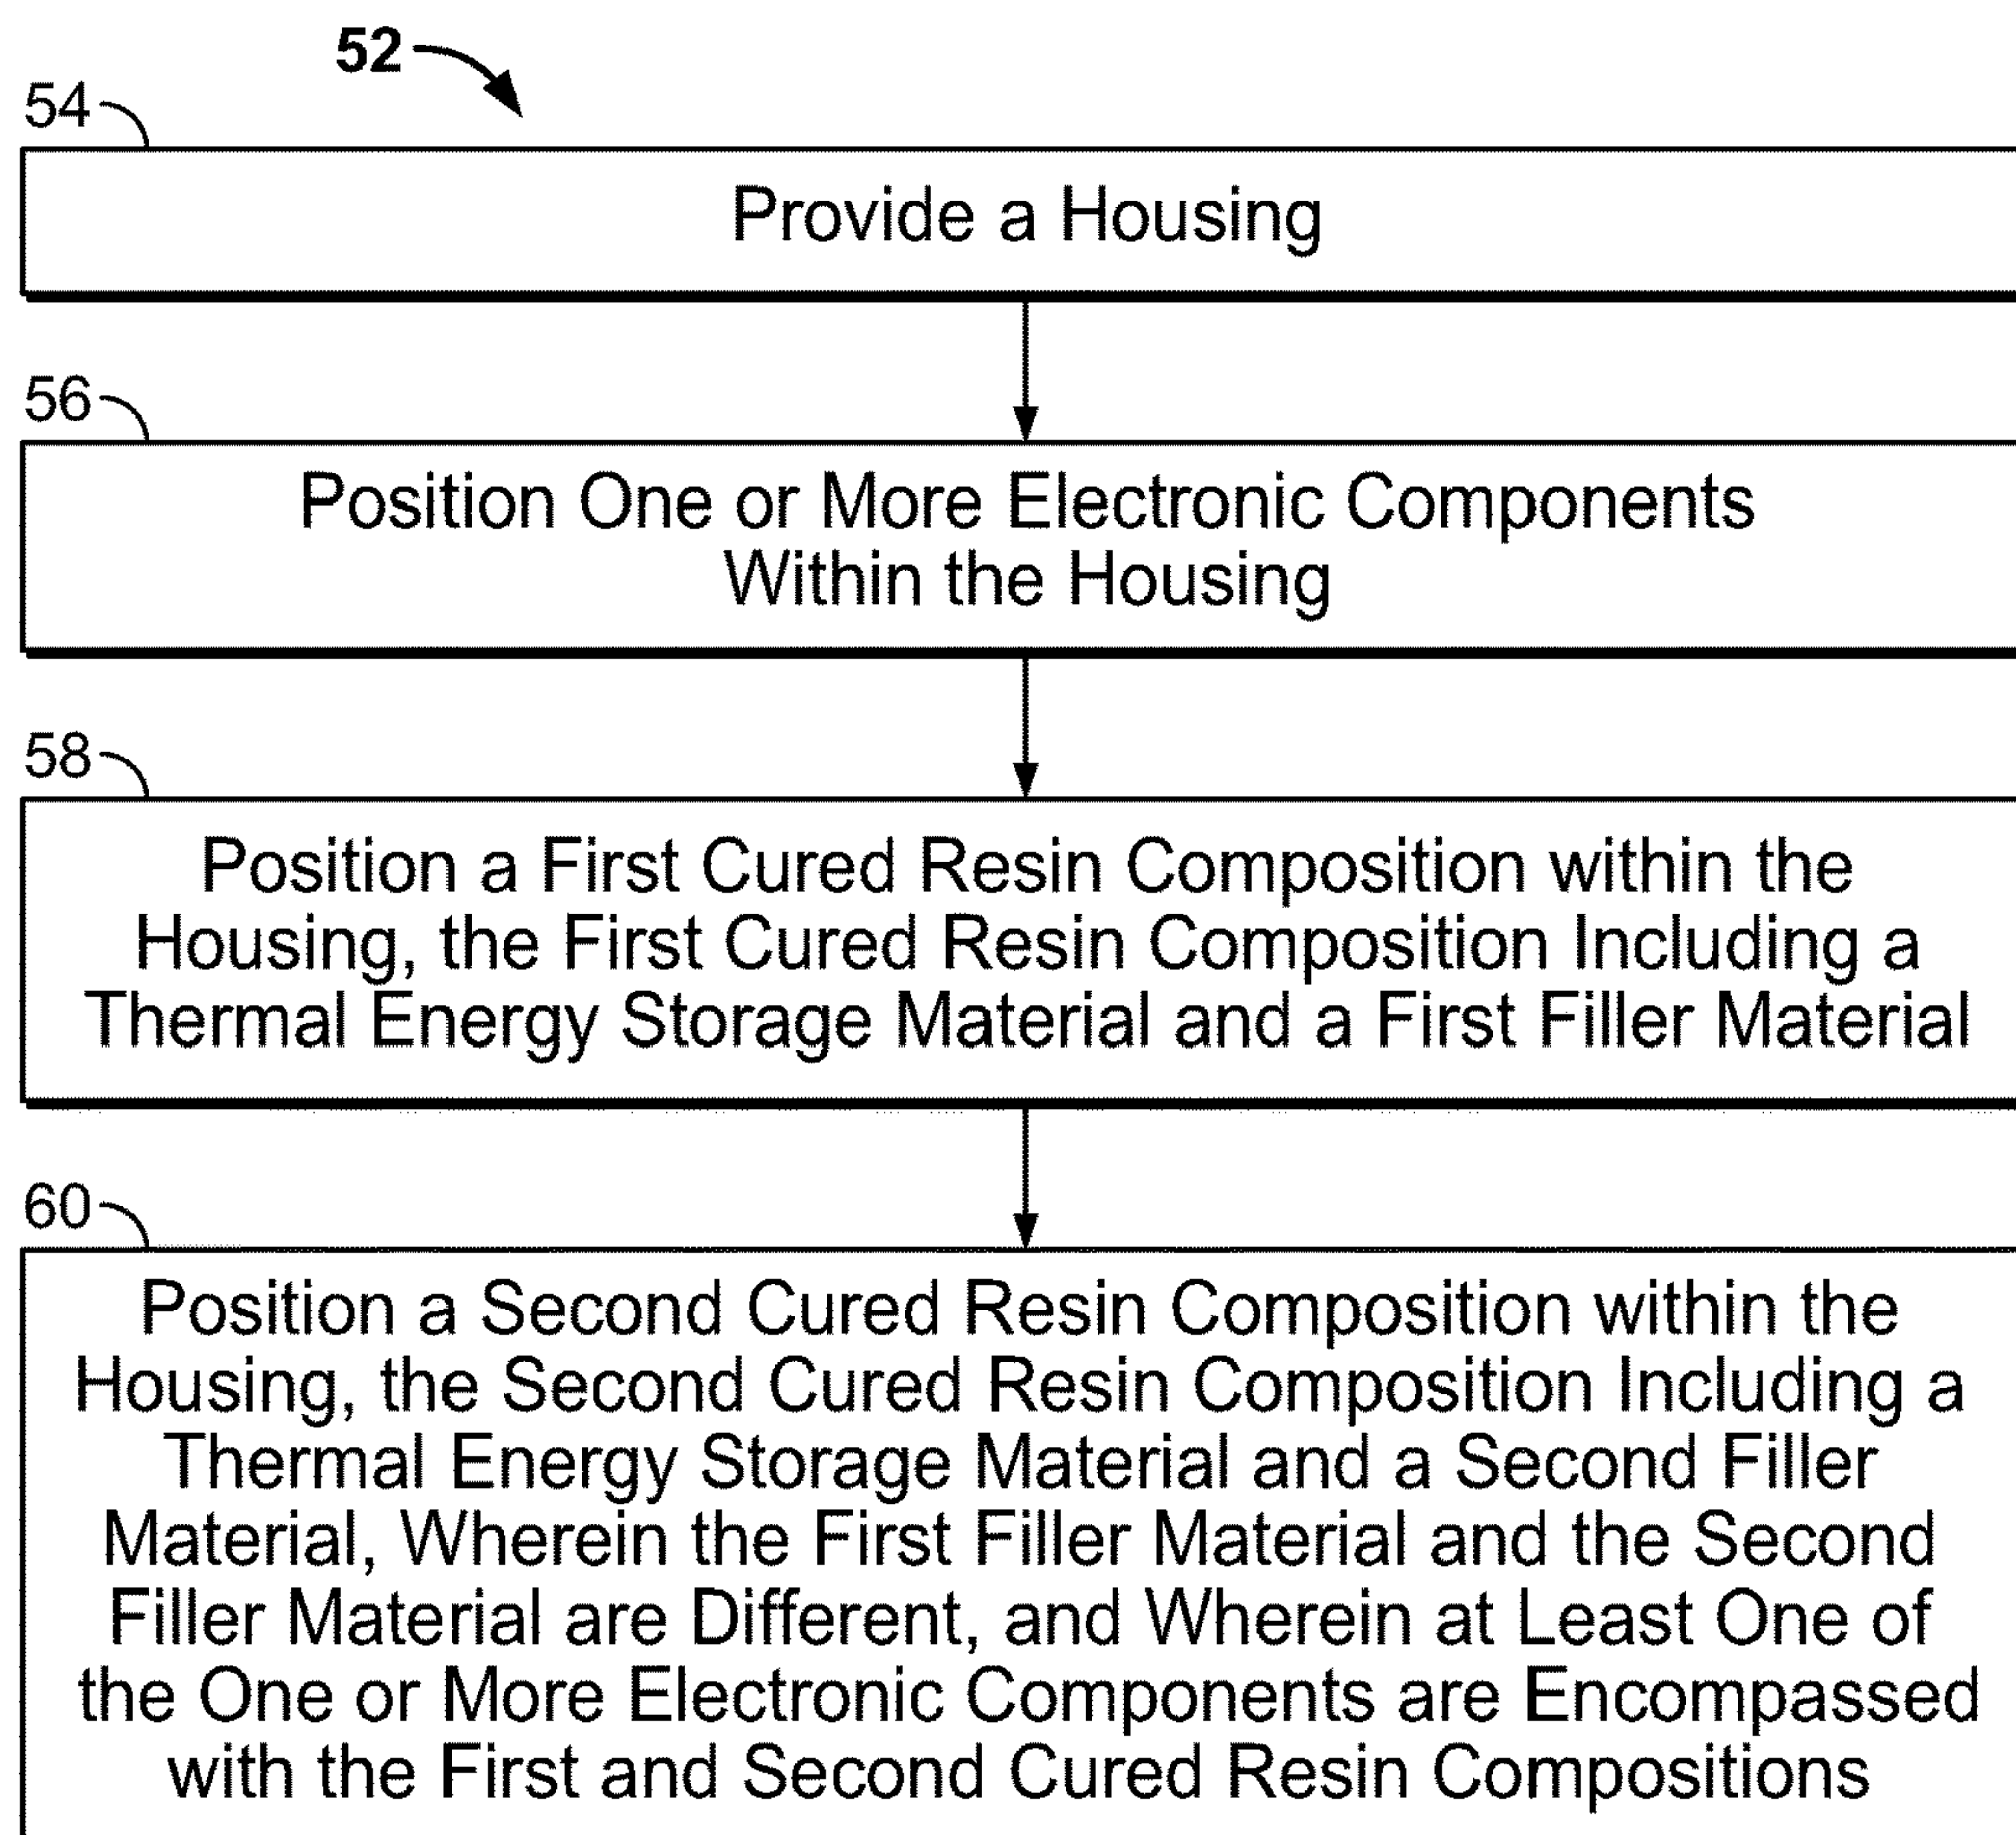 52
54
Provide a Housing
56
Position One or More Electronic Components
Within the Housing
58
Position a First Cured Resin Composition within the
Housing, the First Cured Resin Composition Including a
Thermal Energy Storage Material and a First Filler Material
60
Position a Second Cured Resin Composition within the
Housing, the Second Cured Resin Composition Including a
Thermal Energy Storage Material and a Second Filler
Material, Wherein the First Filler Material and the Second
Filler Material are Different, and Wherein at Least One of
the One or More Electronic Components are Encompassed
with the First and Second Cured Resin Compositions